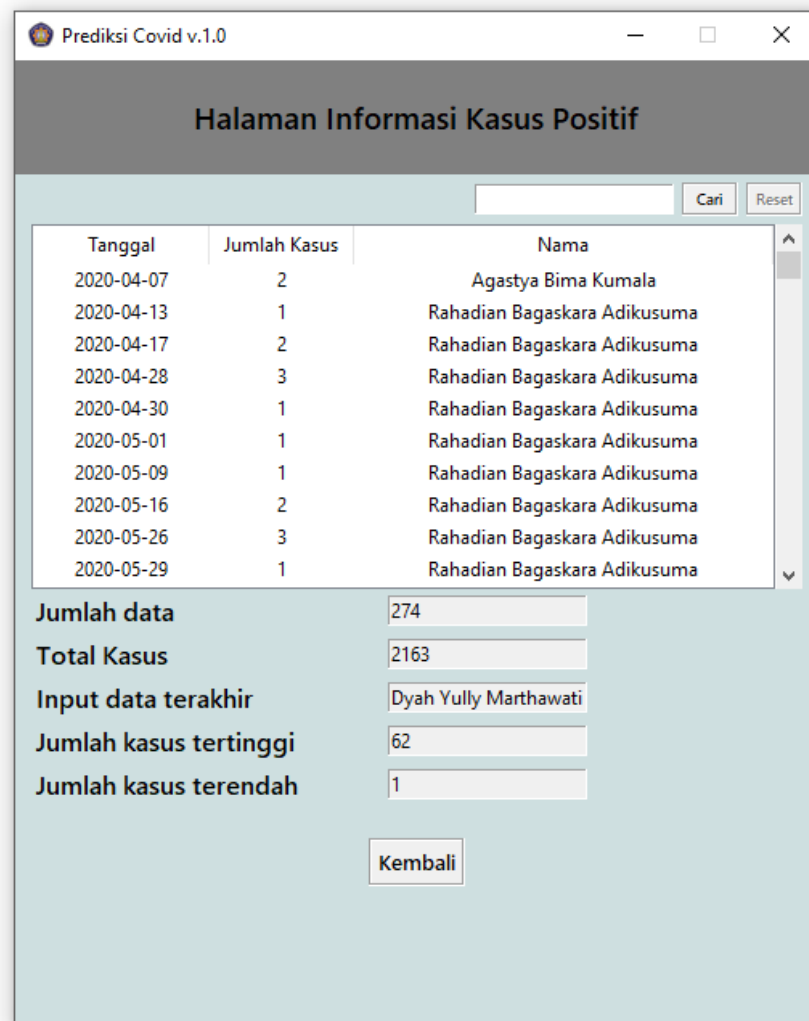 Prediksi Covid v.1.0
Halaman Informasi Kasus Positif
Cari Reset
Tanggal Jumlah Kasus Nama
2020-04-07 2 Agastya Bima Kumala
2020-04-13 1 Rahadian Bagaskara Adikusuma
2020-04-17 2 Rahadian Bagaskara Adikusuma
2020-04-28 3 Rahadian Bagaskara Adikusuma
2020-04-30 1 Rahadian Bagaskara Adikusuma
2020-05-01 1 Rahadian Bagaskara Adikusuma
2020-05-09 1 Rahadian Bagaskara Adikusuma
2020-05-16 2 Rahadian Bagaskara Adikusuma
2020-05-26 3 Rahadian Bagaskara Adikusuma
2020-05-29 1 Rahadian Bagaskara Adikusuma
Jumlah data 274
Total Kasus 2163
Input data terakhir Dyah Yully Marthawati
Jumlah kasus tertinggi 62
Jumlah kasus terendah 1
Kembali